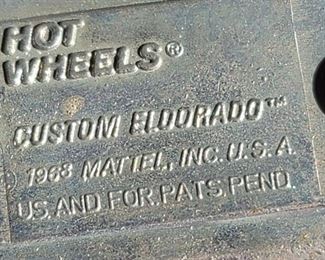 HOT
WHEELS®
CUSTOM ELDORADO™
1968 MATTEL, INC. U.S.A.
US. AND FOR. PATS PEND.